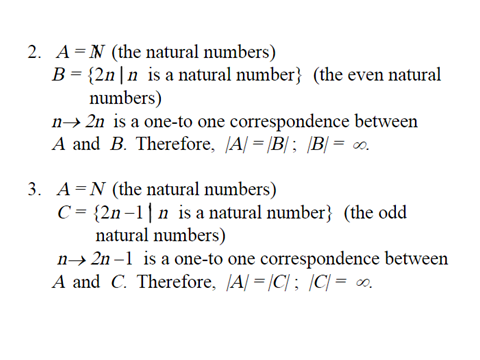 2. A = N (the natural numbers)
B = {2n | n is a natural number} (the even natural
numbers)
n→ 2n is a one-to one correspondence between
A and B. Therefore, |A| = |B| ; |B| = ∞.
3. A = N (the natural numbers)
C = {2n –1 | n is a natural number} (the odd
natural numbers)
n→ 2n –1 is a one-to one correspondence between
A and C. Therefore, |A| = |C| ; |C| = ∞.